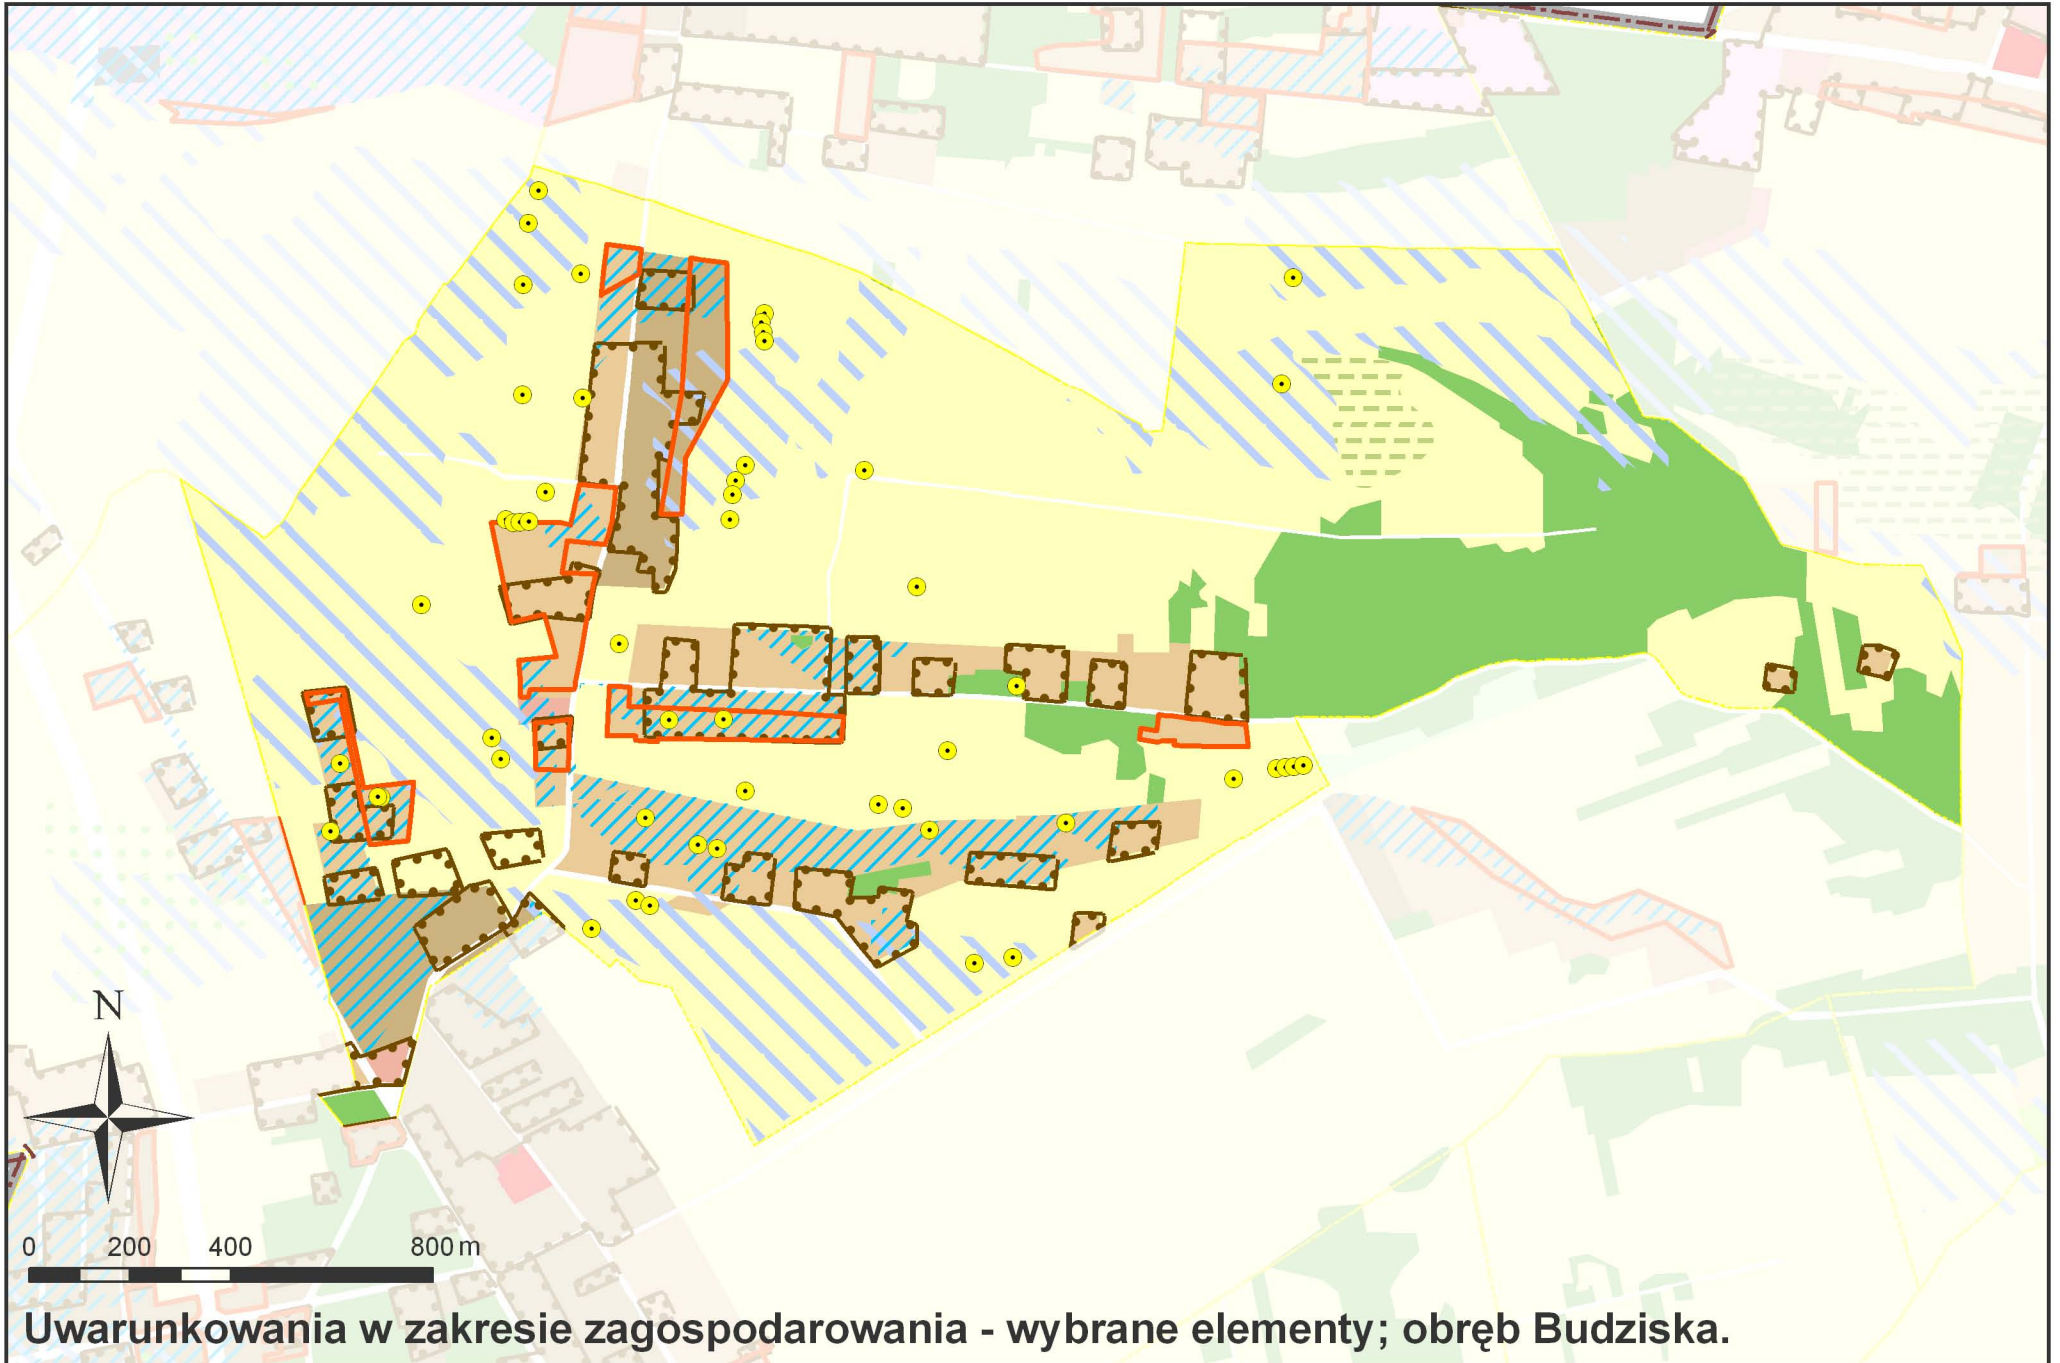 N
0 200 400 800 m
Uwarunkowania w zakresie zagospodarowania - wybrane elementy; obręb Budziska.